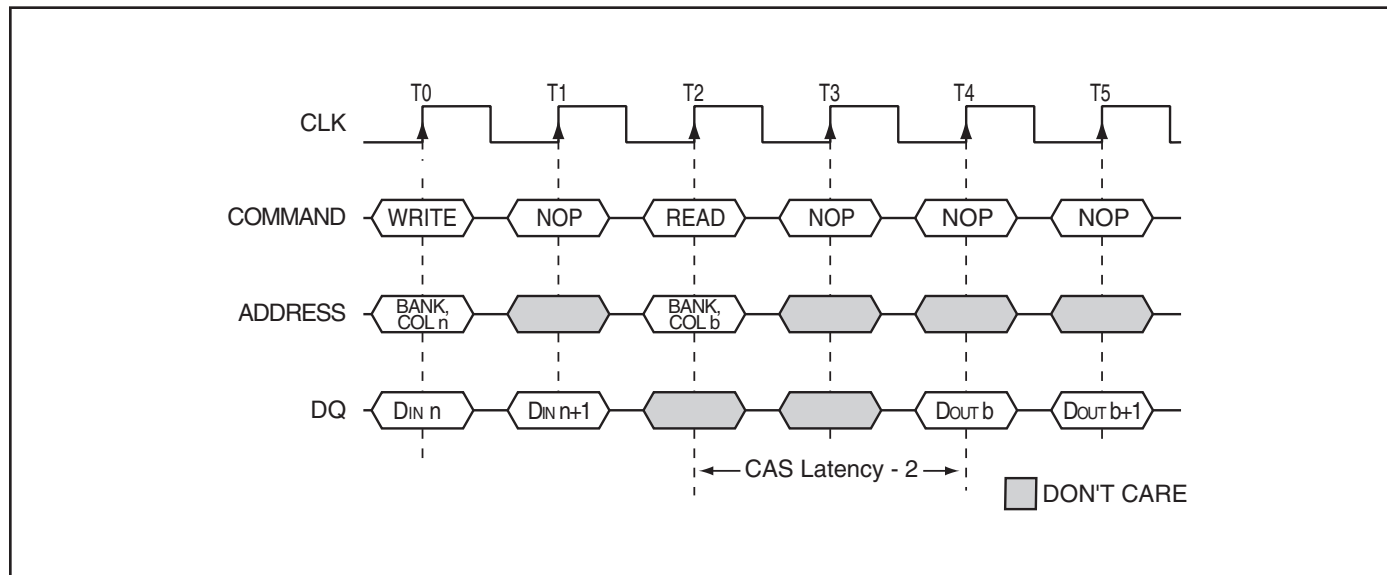 T0 T1 T2 T3 T4 T5
CLK
COMMAND WRITE NOP READ NOP NOP NOP
ADDRESS
BANK,
COL n
BANK,
COL b
DQ DIN n DIN n+1 DOUT b DOUT b+1
CAS Latency - 2
DON'T CARE